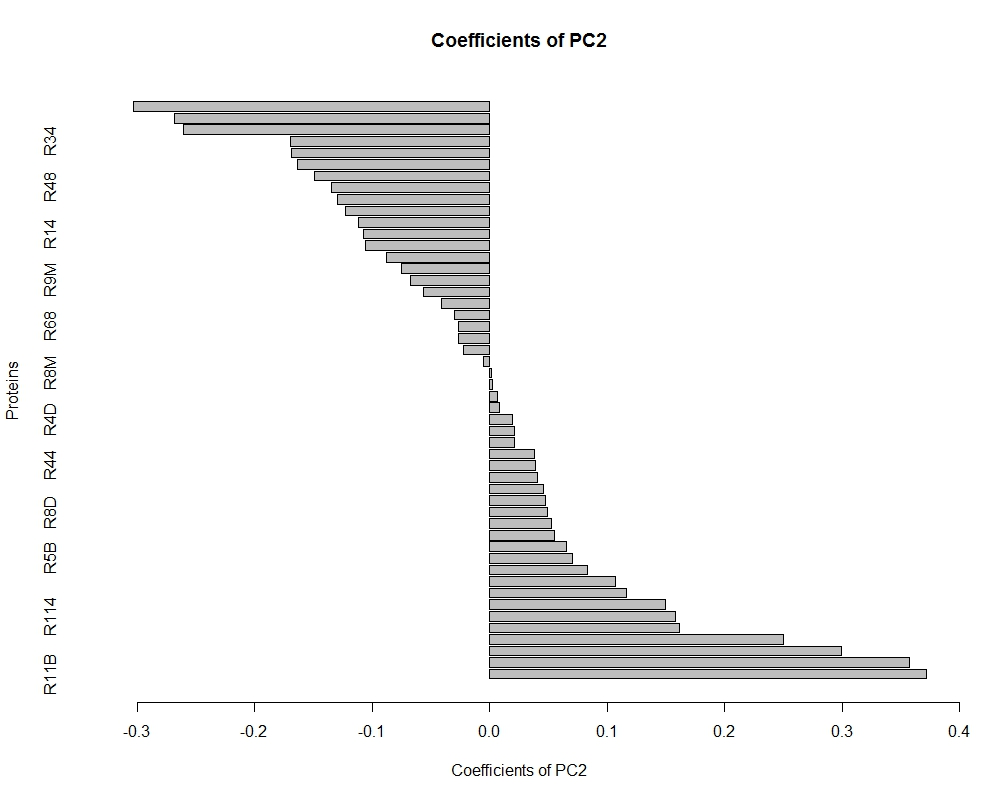 Coefficients of PC2
Proteins
R34
R48
R14
R9M
R68
R8M
R4D
R44
R8D
R5B
R114
R11B
-0.3 -0.2 -0.1 0.0 0.1 0.2 0.3 0.4
Coefficients of PC2